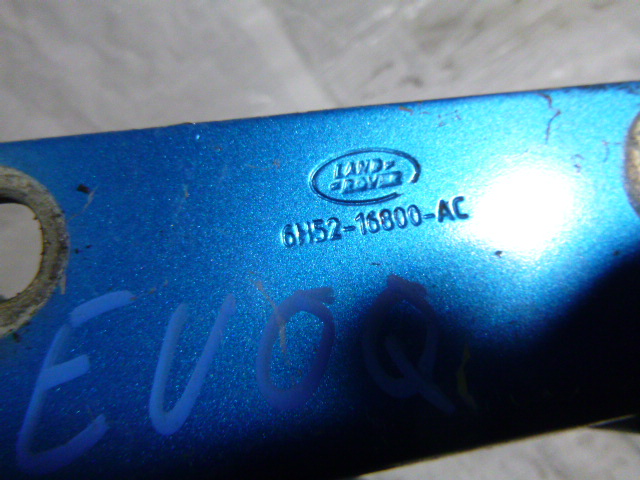 LAND-
-ROVER
6H52-16800-AC
EVOQ